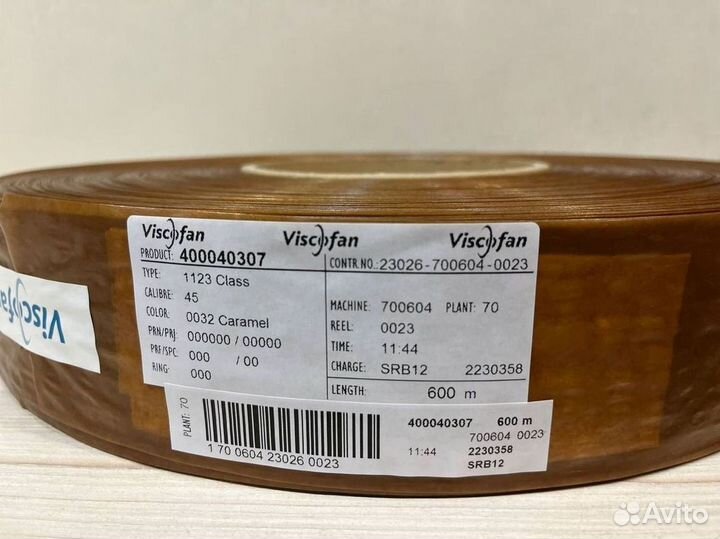 Viscofan Viscofan Viscofan
PRODUCT: 400040307
CONTR.NO.: 23026-700604-0023
TYPE: 1123 Class
CALIBRE: 45
COLOR: 0032 Caramel
PRN/PRJ: 000000 / 00000
PRF/SPC: 000 / 00
RING: 000
MACHINE: 700604 PLANT: 70
REEL: 0023
TIME: 11:44
CHARGE: SRB12 2230358
LENGTH: 600 m
Viscofan
PLANT: 70
1 70 0604 23026 0023
400040307 600 m
700604 0023
11:44 2230358
SRB12
Avito